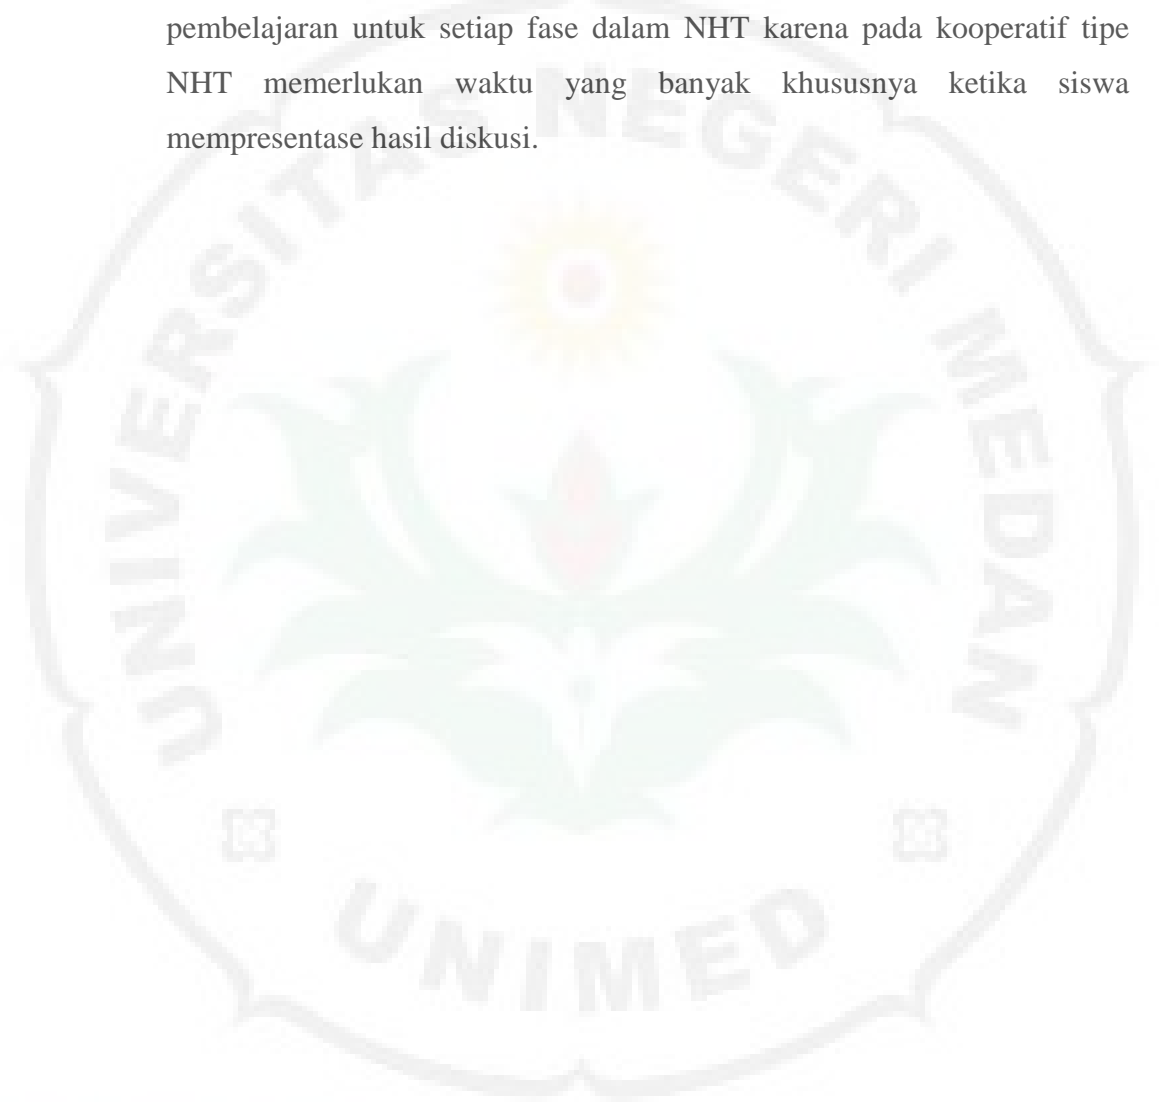 pembelajaran untuk setiap fase dalam NHT karena pada kooperatif tipe
NHT memerlukan waktu yang banyak khususnya ketika siswa
mempresentase hasil diskusi.
UNIVERSITAS NEGERI MEDAN
UNIMED